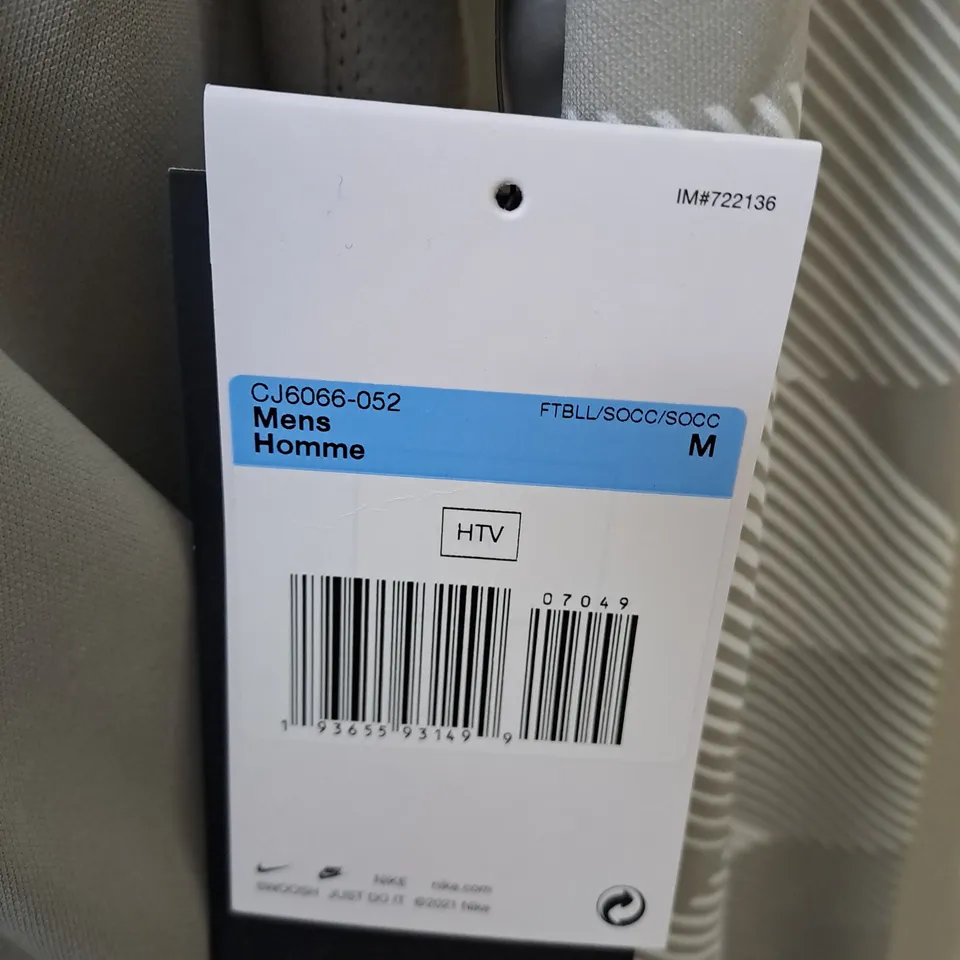 IM#722136
CJ6066-052
Mens
Homme
FTBLL/SOCC/SOCC
M
HTV
07049
1 93655 93149 9
NIKE nike.com
SWOOSH JUST DO IT ©2021 Nike